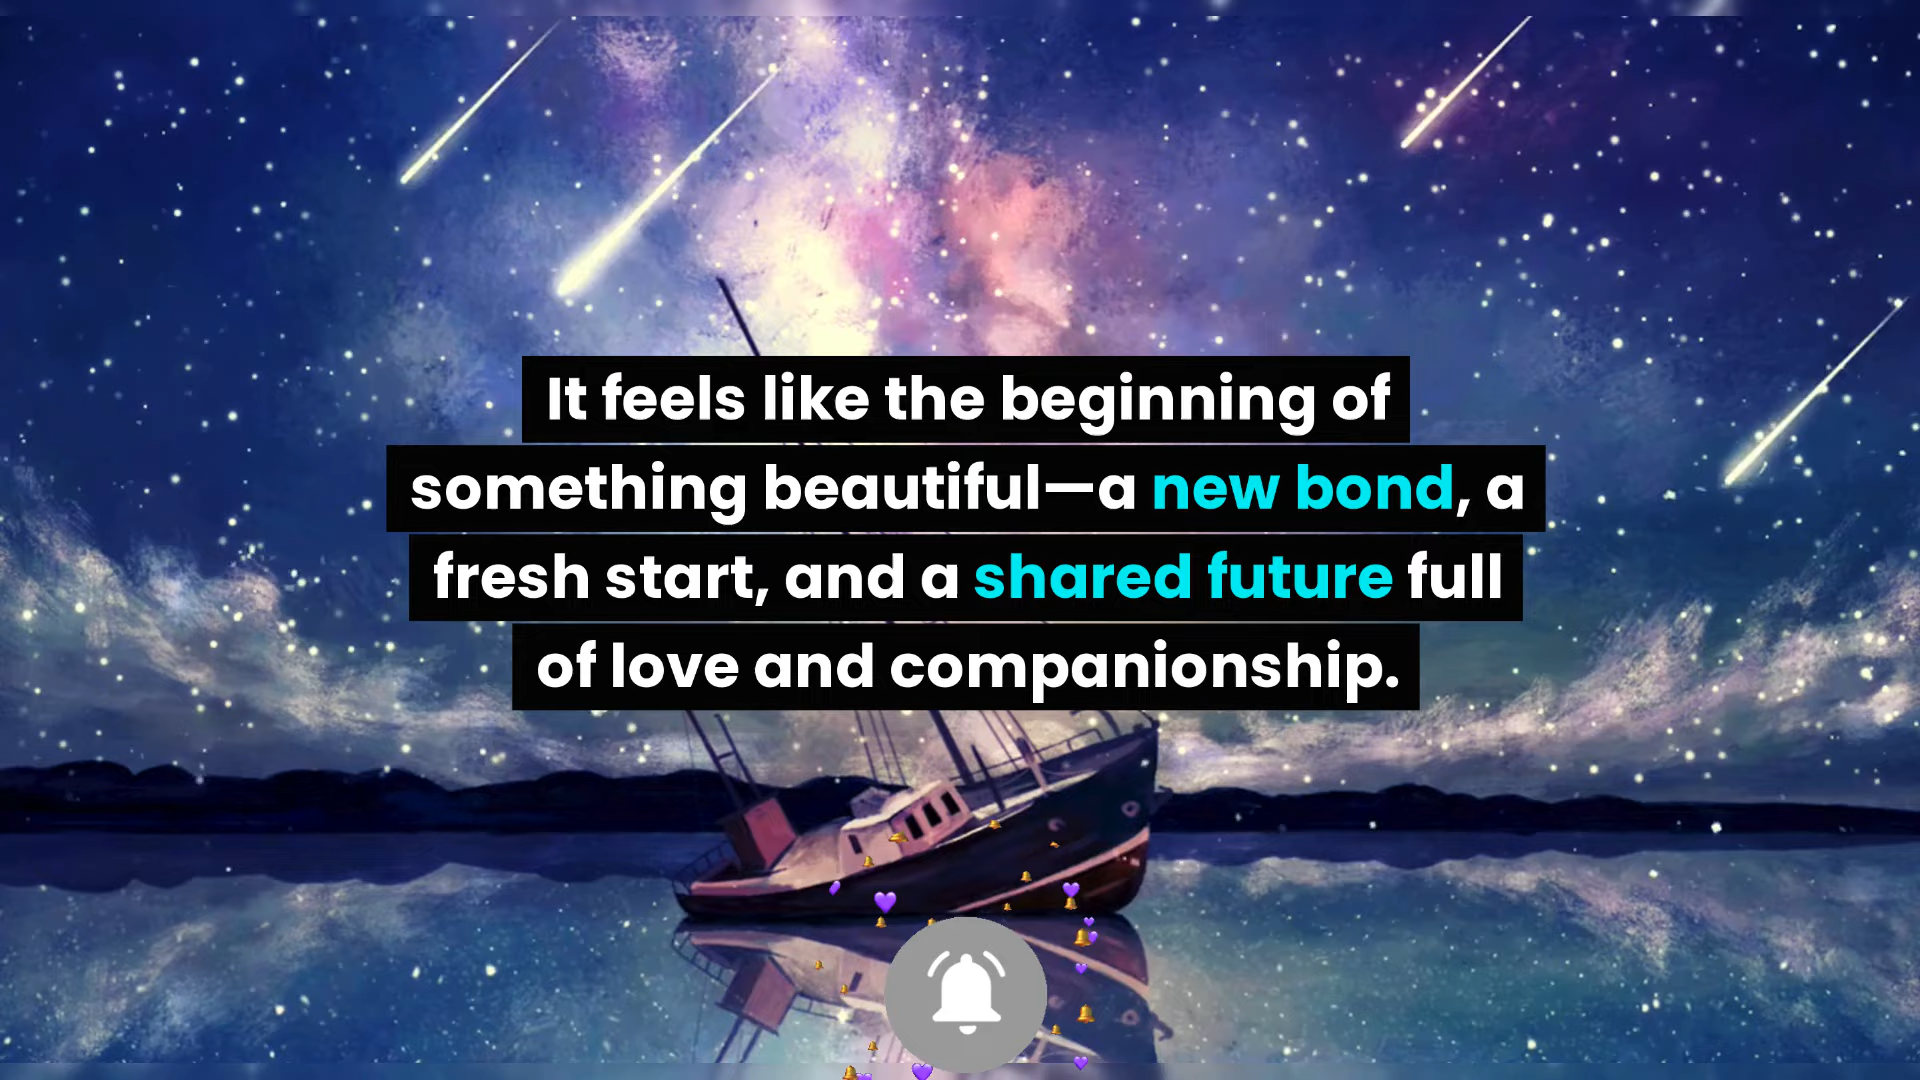 It feels like the beginning of
something beautiful—a new bond, a
fresh start, and a shared future full
of love and companionship.